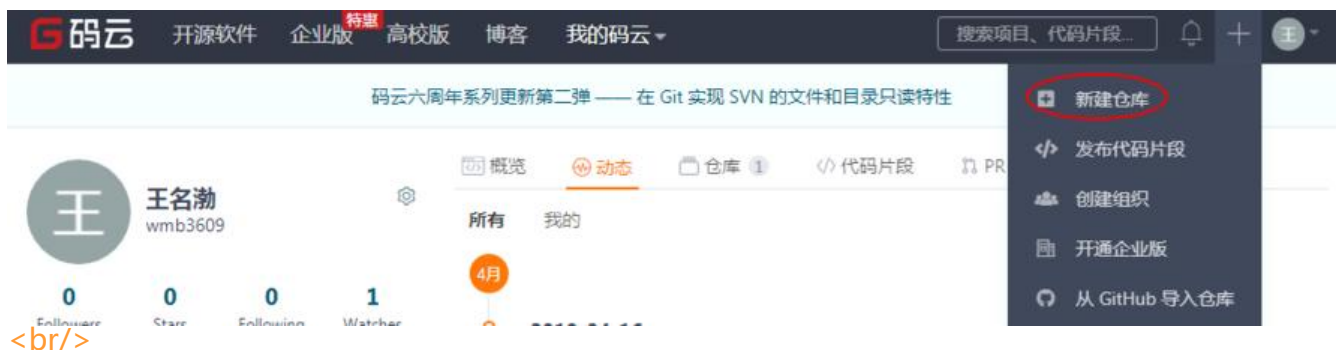 码云 开源软件 企业版 特惠 高校版 博客 我的码云 搜索项目、代码片段... 王
码云六周年系列更新第二弹 —— 在 Git 实现 SVN 的文件和目录只读特性
新建仓库
发布代码片段
创建组织
开通企业版
从 GitHub 导入仓库
概览 动态 仓库 1 代码片段 PR
王
王名渤
wmb3609
所有 我的
4月
0 0 0 1
Followers Stars Following Watches
<br/>